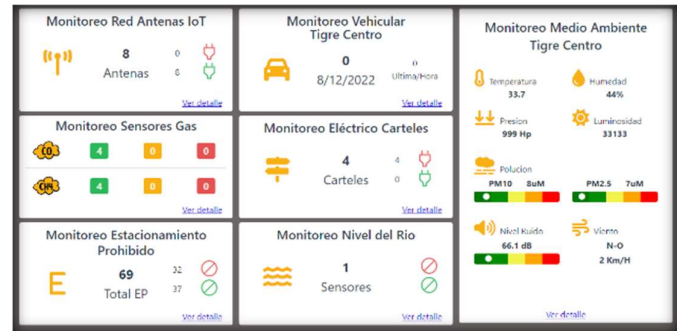 Monitoreo Red Antenas IoT
8
Antenas
0
8
Ver detalle
Monitoreo Vehicular
Tigre Centro
0
8/12/2022
0
Ultima/Hora
Ver detalle
Monitoreo Sensores Gas
CO
4 0 0
CH4
4 0 0
Ver detalle
Monitoreo Eléctrico Carteles
4
Carteles
4
0
Ver detalle
Monitoreo Estacionamiento
Prohibido
E
69
Total EP
32
37
Ver detalle
Monitoreo Nivel del Rio
1
Sensores
Ver detalle
Monitoreo Medio Ambiente
Tigre Centro
Temperatura
33.7
Humedad
44%
Presion
999 Hp
Luminosidad
33133
Polucion
PM10 8uM
PM2.5 7uM
Nivel Ruido
66.1 dB
Viento
N-O
2 Km/H
Ver detalle